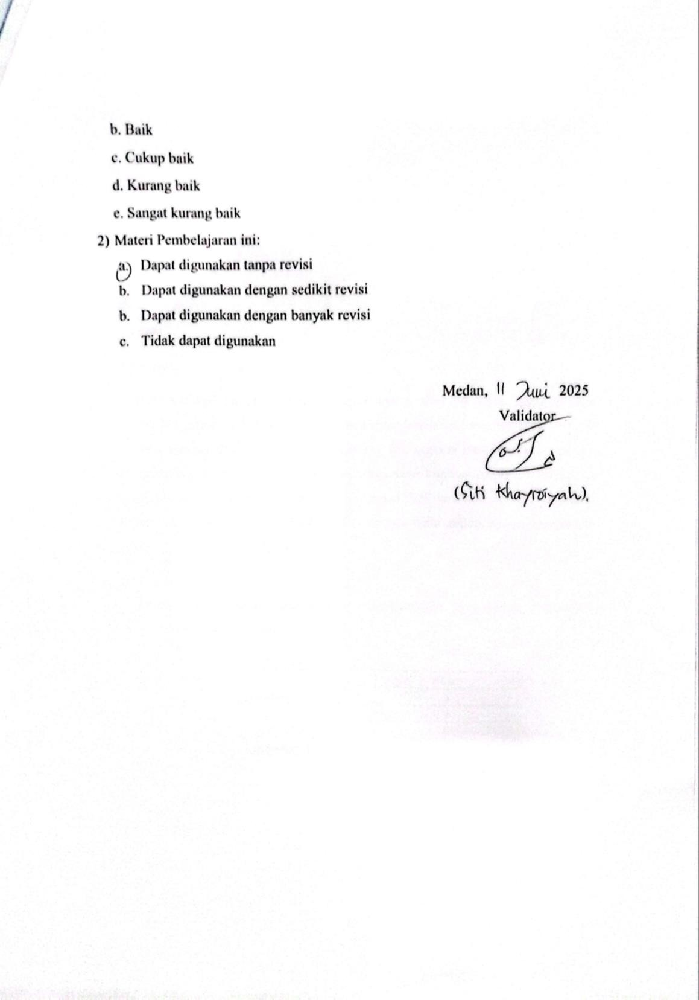 b. Baik
c. Cukup baik
d. Kurang baik
e. Sangat kurang baik
2) Materi Pembelajaran ini:
a. Dapat digunakan tanpa revisi
b. Dapat digunakan dengan sedikit revisi
b. Dapat digunakan dengan banyak revisi
c. Tidak dapat digunakan
Medan, 11 Juni 2025
Validator
(Siti Khayroiyah).